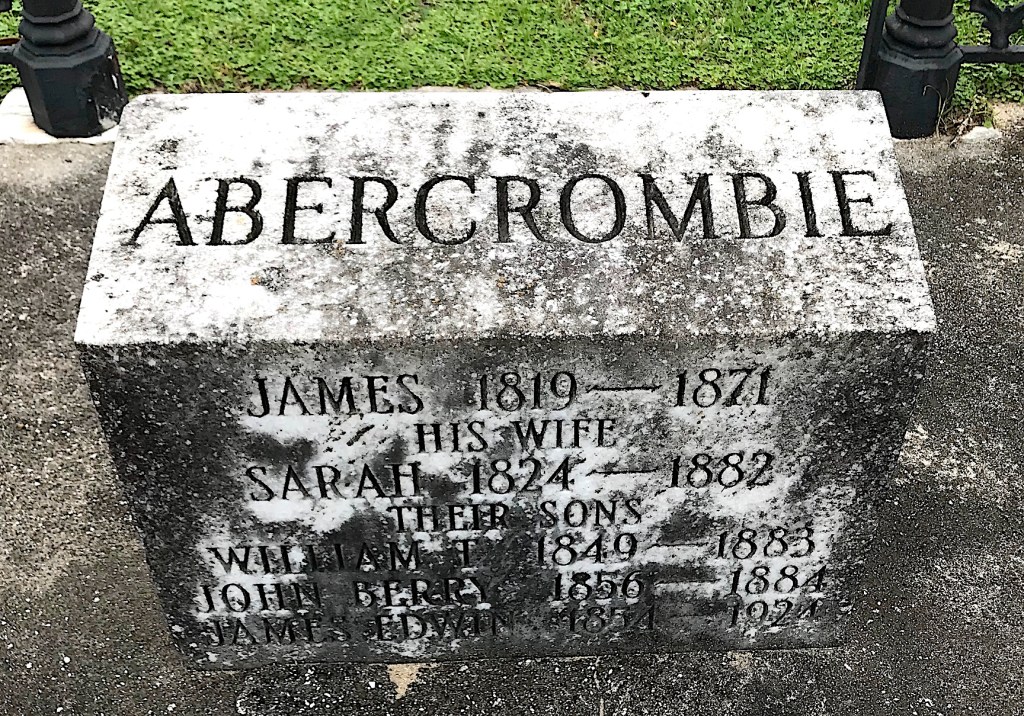 ABERCROMBIE
JAMES 1819—1871
HIS WIFE
SARAH 1824—1882
THEIR SONS
WILLIAM T. 1849—1883
JOHN BERRY 1856—1884
JAMES EDWIN 1854—1924